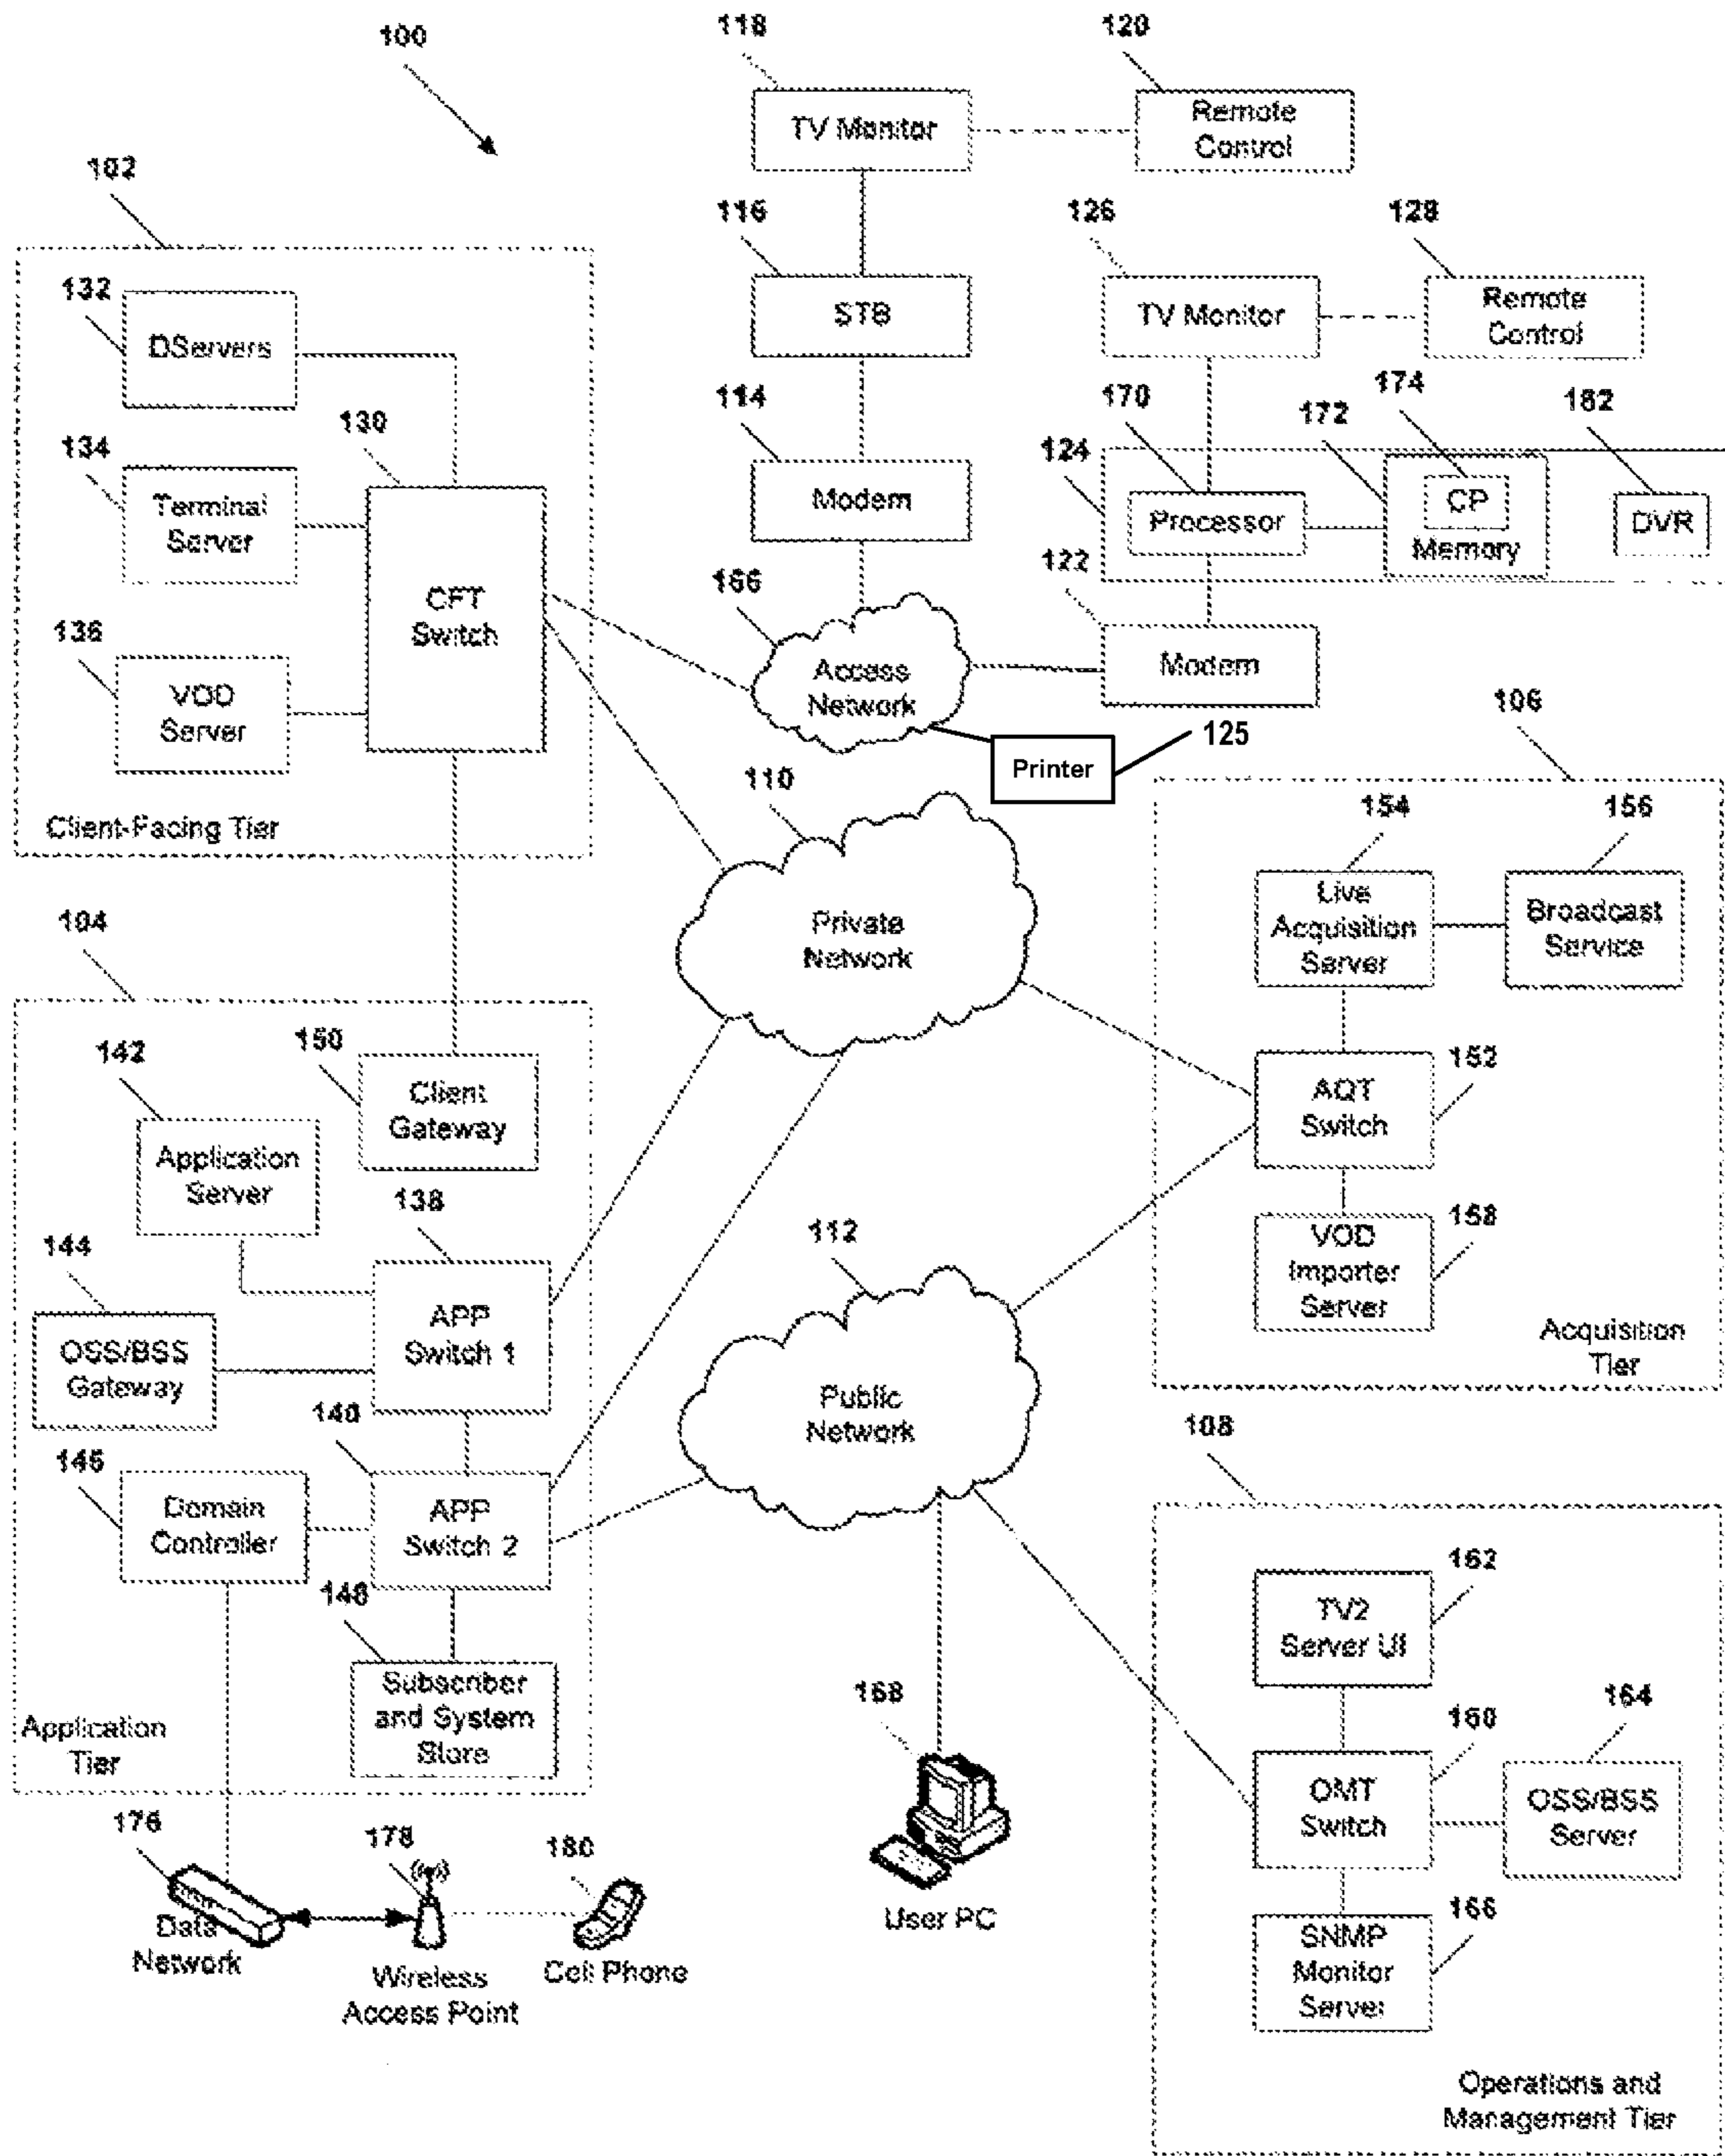 100
118
120
TV Monitor
Remote
Control
102
116
126
128
132
DServers
STB
TV Monitor
Remote
Control
130
114
170
172
174
182
134
124
Terminal
Server
Modem
Processor
CP
Memory
DVR
122
166
CFT
Switch
136
VOD
Server
Access
Network
Modem
106
125
Printer
110
Client-Facing Tier
154
156
Live
Acquisition
Server
Broadcast
Service
Private
Network
104
142
150
152
Client
Gateway
AQT
Switch
Application
Server
138
144
112
158
VOD
Importer
Server
APP
Switch 1
OSS/BSS
Gateway
Acquisition
Tier
Public
Network
140
108
Domain
Controller
APP
Switch 2
162
TV2
Server UI
Subscriber
and System
Store
168
164
160
Application
Tier
OMT
Switch
OSS/BSS
Server
176
178
180
User PC
166
Data
Network
Wireless
Access Point
Cell Phone
SNMP
Monitor
Server
Operations and
Management Tier